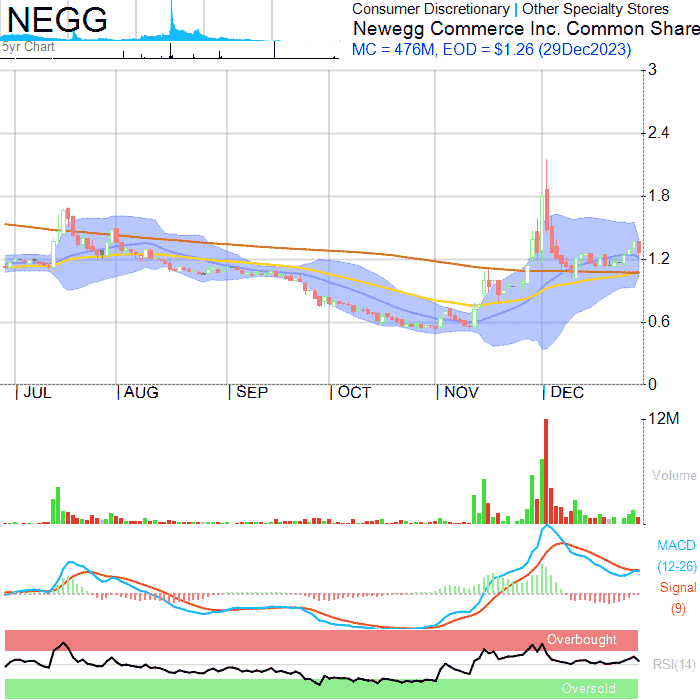 NEGG
5yr Chart
Consumer Discretionary | Other Specialty Stores
Newegg Commerce Inc. Common Share
MC = 476M, EOD = $1.26 (29Dec2023)
3
2.4
1.8
1.2
0.6
0
JUL AUG SEP OCT NOV DEC
12M
Volume
MACD
(12-26)
Signal
(9)
Overbought
RSI(14)
Oversold